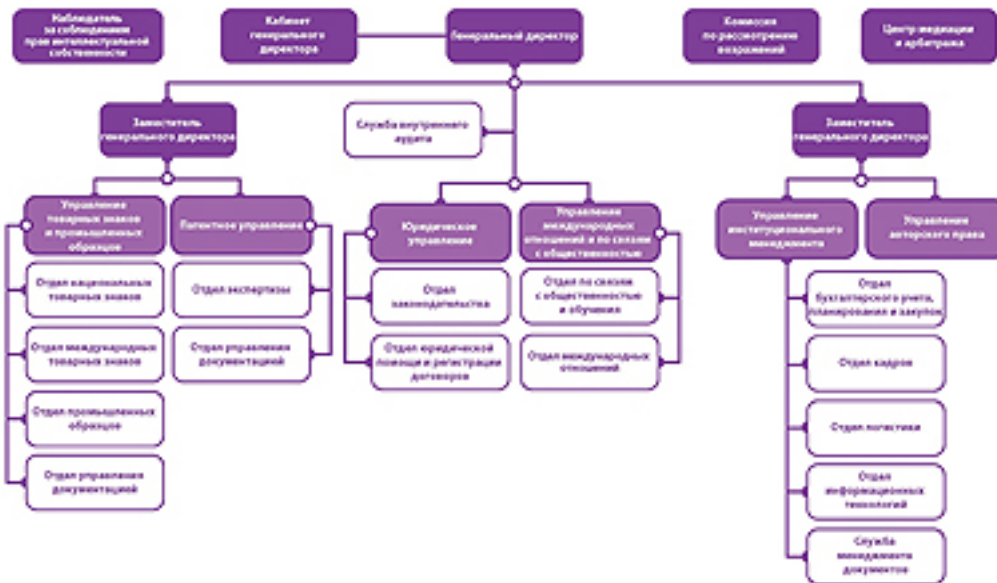 Наблюдатель
за соблюдением
прав интеллектуальной
собственности
Кабинет
генерального
директора
Генеральный директор
Комиссия
по рассмотрению
возражений
Центр медиации
и арбитража
Заместитель
генерального директора
Служба внутреннего
аудита
Заместитель
генерального директора
Управление
товарных знаков
и промышленных
образцов
Патентное управление
Юридическое
управление
Управление
международных
отношений и по связям
с общественностью
Управление
институционального
менеджмента
Управление
авторского права
Отдел национальных
товарных знаков
Отдел экспертизы
Отдел
законодательства
Отдел по связям
с общественностью
и обучения
Отдел
бухгалтерского учета,
планирования и закупок
Отдел международных
товарных знаков
Отдел управления
документацией
Отдел юридической
помощи и регистрации
договоров
Отдел международных
отношений
Отдел кадров
Отдел промышленных
образцов
Отдел логистики
Отдел управления
документацией
Отдел
информационных
технологий
Служба
менеджмента
документов